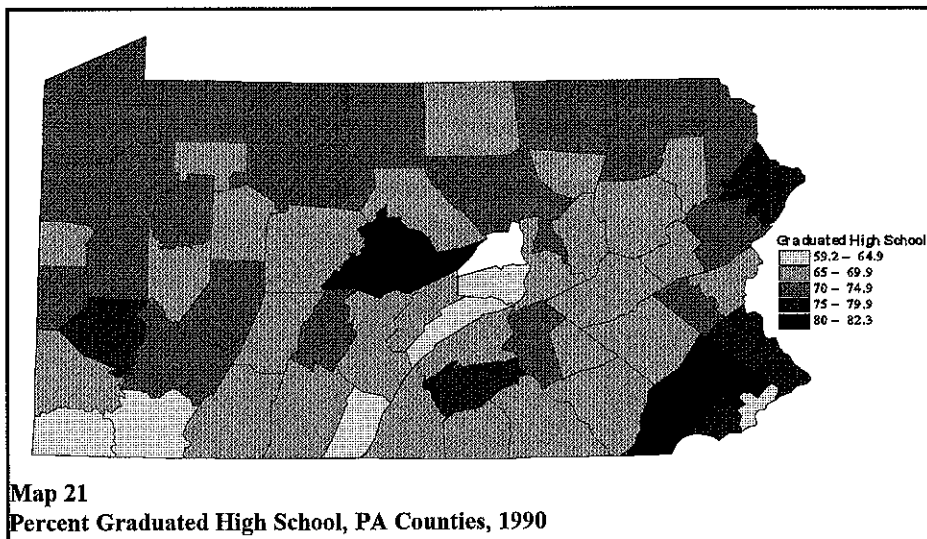 Graduated High School
59.2 – 64.9
65 – 69.9
70 – 74.9
75 – 79.9
80 – 82.3
Map 21
Percent Graduated High School, PA Counties, 1990